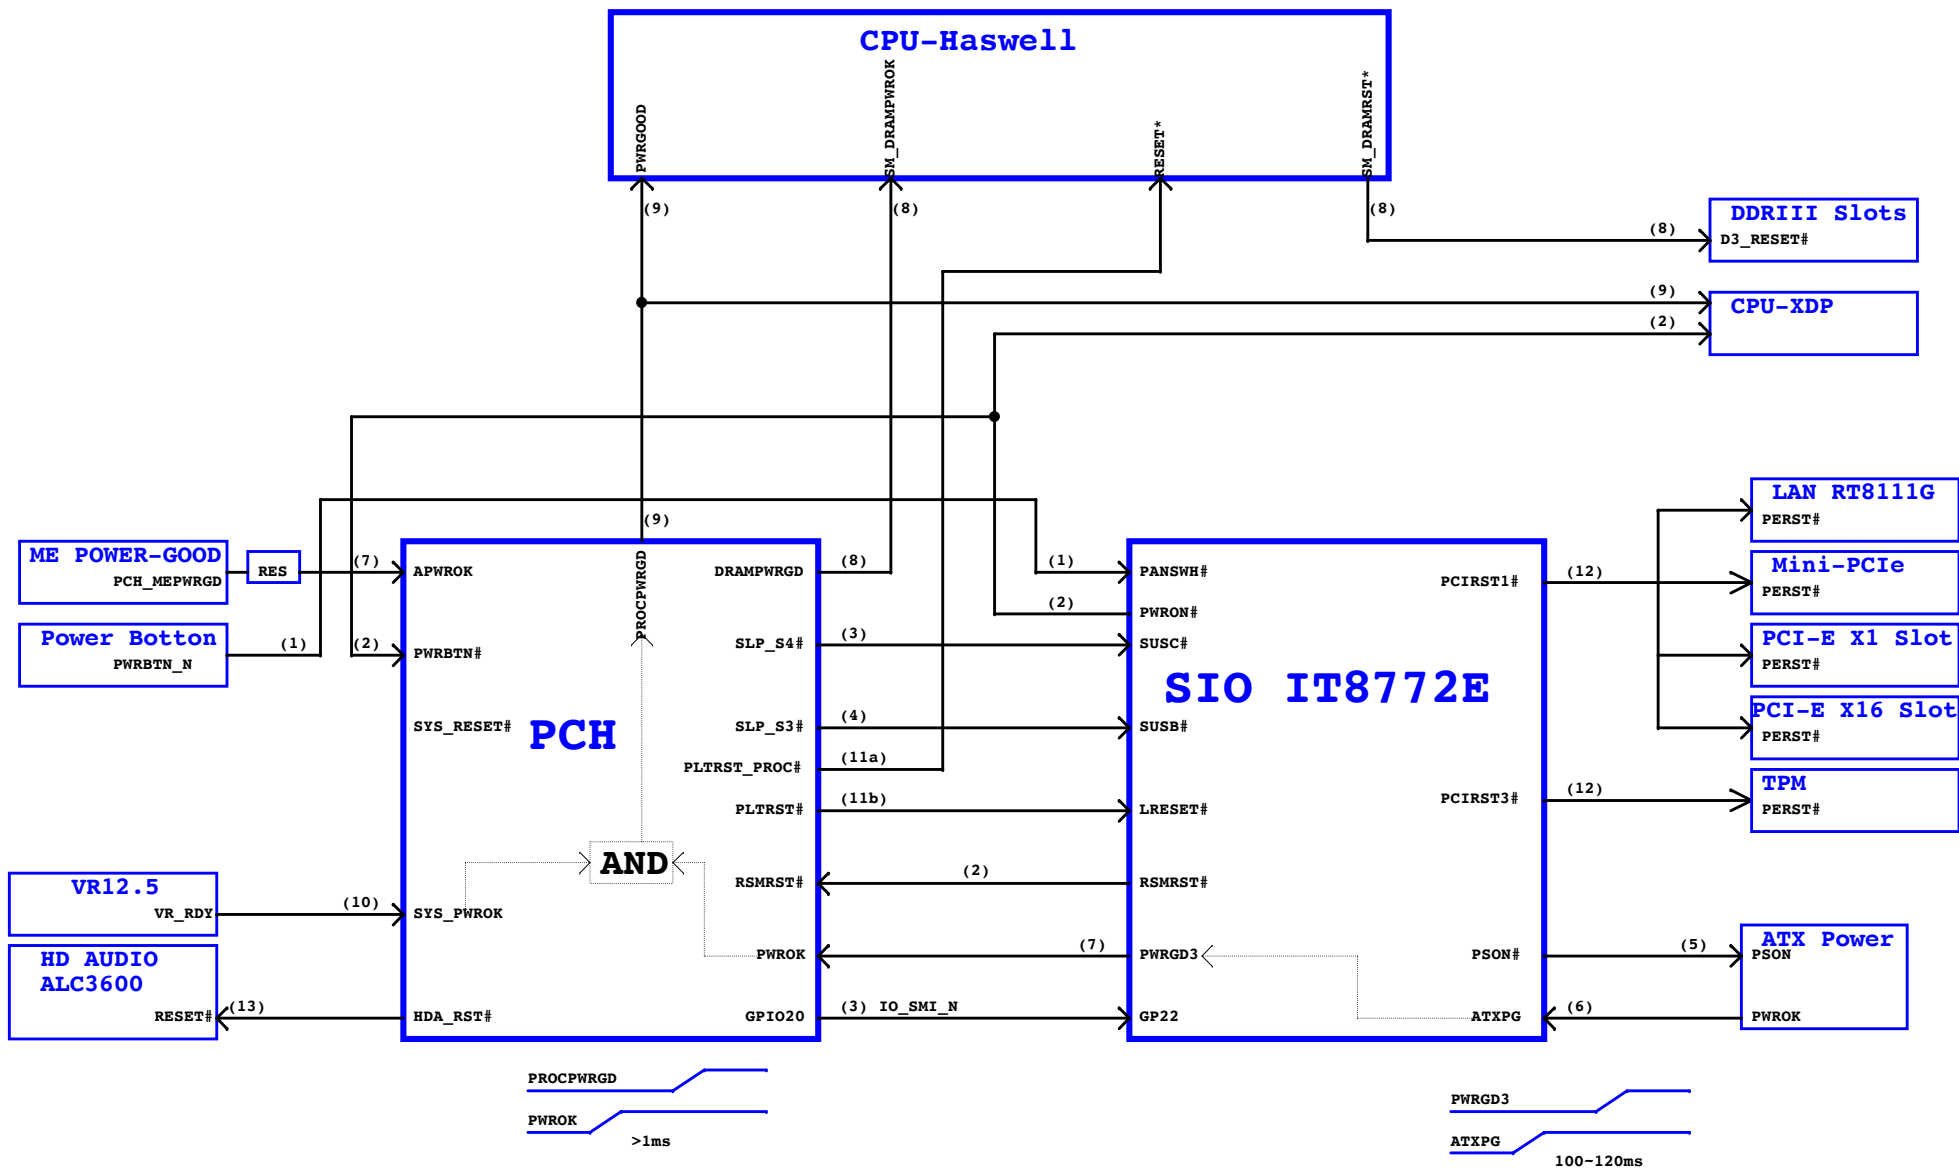 CPU-Haswell
PWRGOOD
SM_DRAMPWROK
RESET*
SM_DRAMRST*
(9)
(8)
(8)
(8)
DDRIII Slots
D3_RESET#
(9)
(2)
CPU-XDP
(9)
ME POWER-GOOD
PCH_MEPWRGD
RES
(7)
Power Botton
PWRBTN_N
(1)
(2)
VR12.5
VR_RDY
(10)
HD AUDIO
ALC3600
RESET#
(13)
PCH
APWROK
PWRBTN#
SYS_RESET#
SYS_PWROK
HDA_RST#
PROCPWRGD
AND
DRAMPWRGD
SLP_S4#
SLP_S3#
PLTRST_PROC#
PLTRST#
RSMRST#
PWROK
GPIO20
(8)
(1)
(2)
(3)
(4)
(11a)
(11b)
(2)
(7)
(3) IO_SMI_N
SIO IT8772E
PANSWH#
PWRON#
SUSC#
SUSB#
LRESET#
RSMRST#
PWRGD3
GP22
PCIRST1#
PCIRST3#
PSON#
ATXPG
(12)
(12)
(5)
(6)
LAN RT8111G
PERST#
Mini-PCIe
PERST#
PCI-E X1 Slot
PERST#
PCI-E X16 Slot
PERST#
TPM
PERST#
ATX Power
PSON
PWROK
PROCPWRGD
PWROK
>1ms
PWRGD3
ATXPG
100~120ms